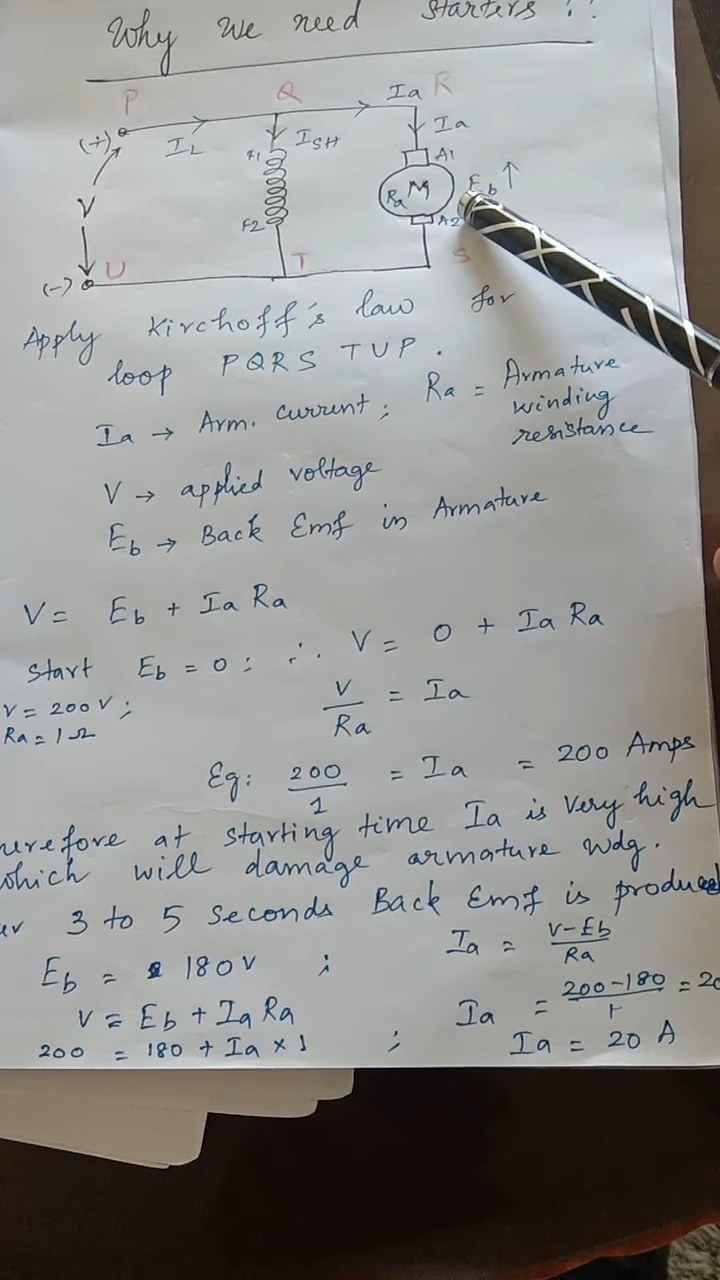 Why we need starters ??
P Q Ia R
(+) IL ISH Ia
F1 A1
V Ra M Eb ↑
F2 A2
(-) U T S
Apply Kirchoff's law for
loop PQRS TUP.
Ia → Arm. current ; Ra = Armature
winding
resistance
V → applied voltage
Eb → Back Emf in Armature
V = Eb + Ia Ra
Start Eb = 0 ; ∴ V = 0 + Ia Ra
V = 200 V ;
Ra = 1 Ω
V/Ra = Ia
Eg: 200/1 = Ia = 200 Amps
at starting time Ia is very high
which will damage armature wdg.
3 to 5 seconds Back Emf is produced
Eb = 180V ; Ia = V-Eb/Ra
V = Eb + Ia Ra
Ia = 200-180/1 = 20
200 = 180 + Ia x 1 ; Ia = 20 A